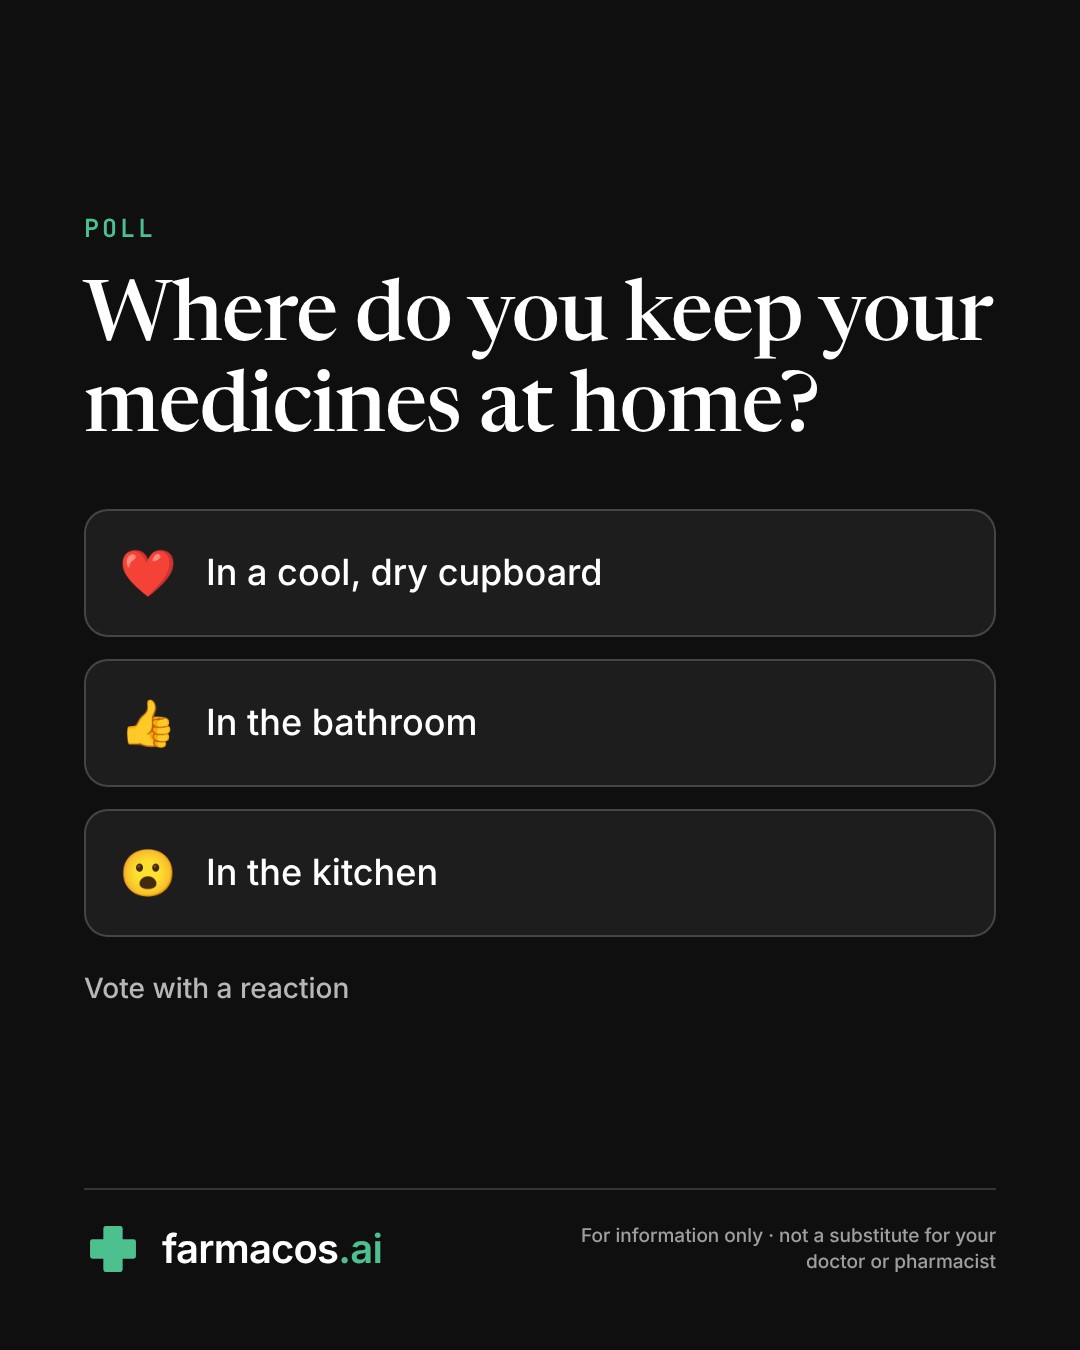 POLL
Where do you keep your
medicines at home?
❤️ In a cool, dry cupboard
👍 In the bathroom
😮 In the kitchen
Vote with a reaction
farmacos.ai
For information only · not a substitute for your
doctor or pharmacist